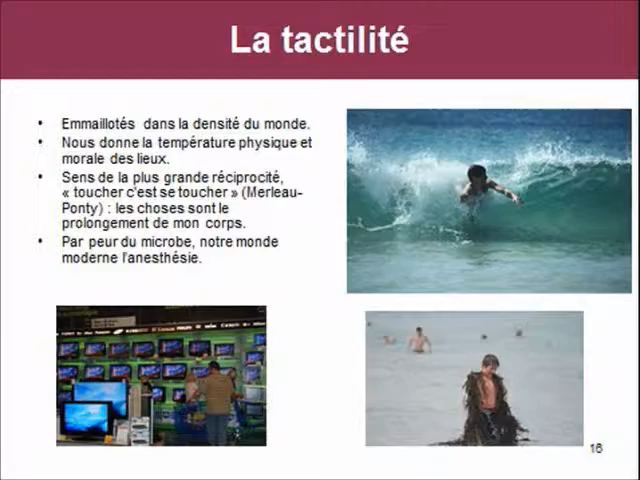 La tactilité
• Emmaillotés dans la densité du monde.
• Nous donne la température physique et
morale des lieux.
• Sens de la plus grande réciprocité,
« toucher c'est se toucher » (Merleau-
Ponty) : les choses sont le
prolongement de mon corps.
• Par peur du microbe, notre monde
moderne l'anesthésie.
16